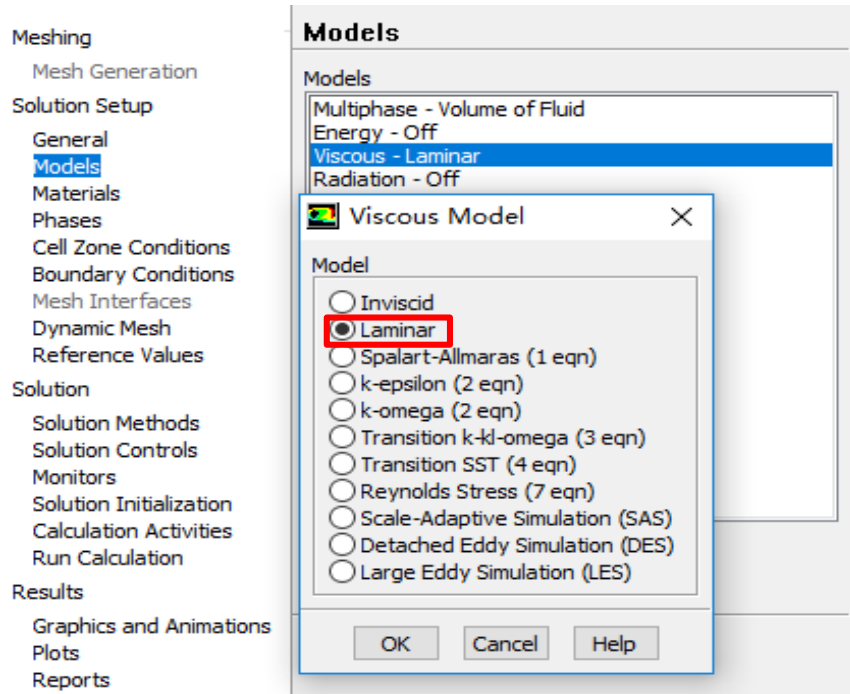 Meshing
Mesh Generation
Solution Setup
General
Models
Materials
Phases
Cell Zone Conditions
Boundary Conditions
Mesh Interfaces
Dynamic Mesh
Reference Values
Solution
Solution Methods
Solution Controls
Monitors
Solution Initialization
Calculation Activities
Run Calculation
Results
Graphics and Animations
Plots
Reports
Models
Models
Multiphase - Volume of Fluid
Energy - Off
Viscous - Laminar
Radiation - Off
Viscous Model
Model
Inviscid
Laminar
Spalart-Allmaras (1 eqn)
k-epsilon (2 eqn)
k-omega (2 eqn)
Transition k-kl-omega (3 eqn)
Transition SST (4 eqn)
Reynolds Stress (7 eqn)
Scale-Adaptive Simulation (SAS)
Detached Eddy Simulation (DES)
Large Eddy Simulation (LES)
OK
Cancel
Help